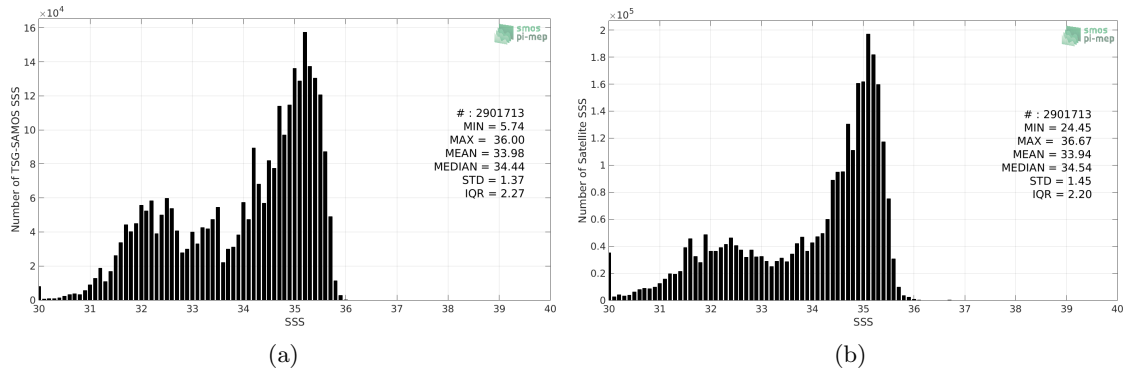 ×10⁴
16
14
12
10
8
6
4
2
0
Number of TSG-SAMOS SSS
30 31 32 33 34 35 36 37 38 39 40
SSS
smos
pi-mep
# : 2901713
MIN = 5.74
MAX = 36.00
MEAN = 33.98
MEDIAN = 34.44
STD = 1.37
IQR = 2.27
(a)
×10⁵
2
1.8
1.6
1.4
1.2
1
0.8
0.6
0.4
0.2
0
Number of Satellite SSS
30 31 32 33 34 35 36 37 38 39 40
SSS
smos
pi-mep
# : 2901713
MIN = 24.45
MAX = 36.67
MEAN = 33.94
MEDIAN = 34.54
STD = 1.45
IQR = 2.20
(b)